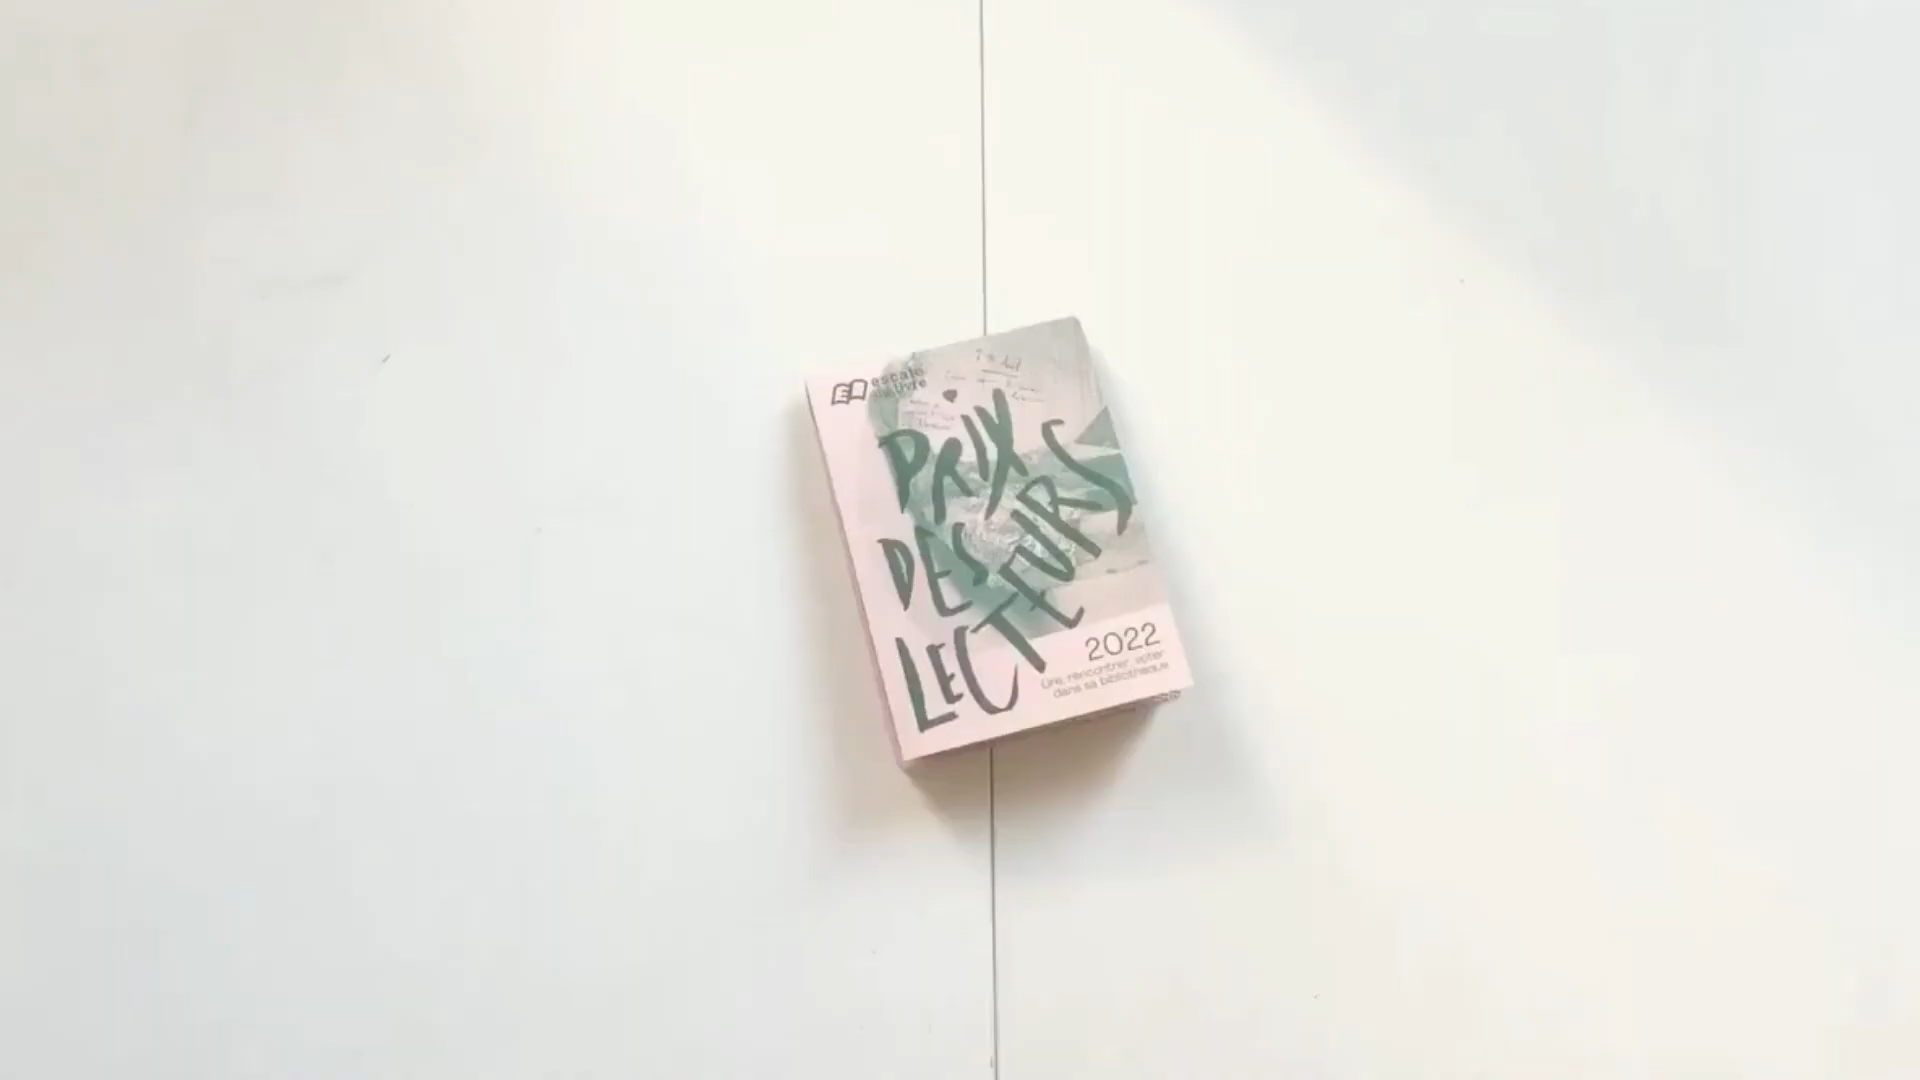 escale
du livre
PRIX
DES
LECTEURS
2022
Lire, rencontrer, voter
dans sa bibliothèque